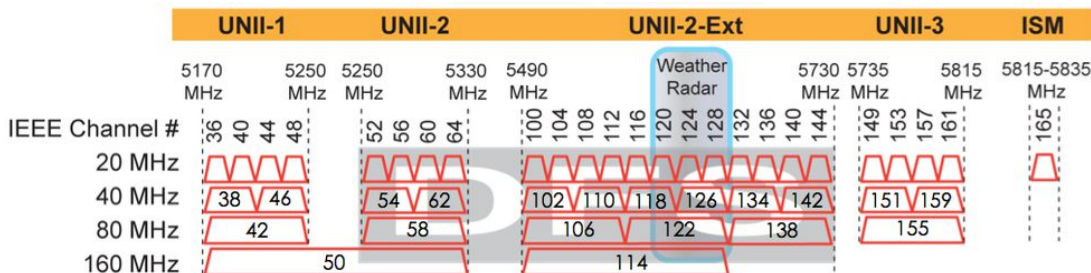 UNII-1 UNII-2 UNII-2-Ext UNII-3 ISM
5170 MHz 5250 MHz 5250 MHz 5330 MHz 5490 MHz Weather Radar 5730 MHz 5735 MHz 5815 MHz 5815-5835 MHz
IEEE Channel # 36 40 44 48 52 56 60 64 100 104 108 112 116 120 124 128 132 136 140 144 149 153 157 161 165
20 MHz
40 MHz 38 46 54 62 102 110 118 126 134 142 151 159
DFS
80 MHz 42 58 106 122 138 155
160 MHz 50 114